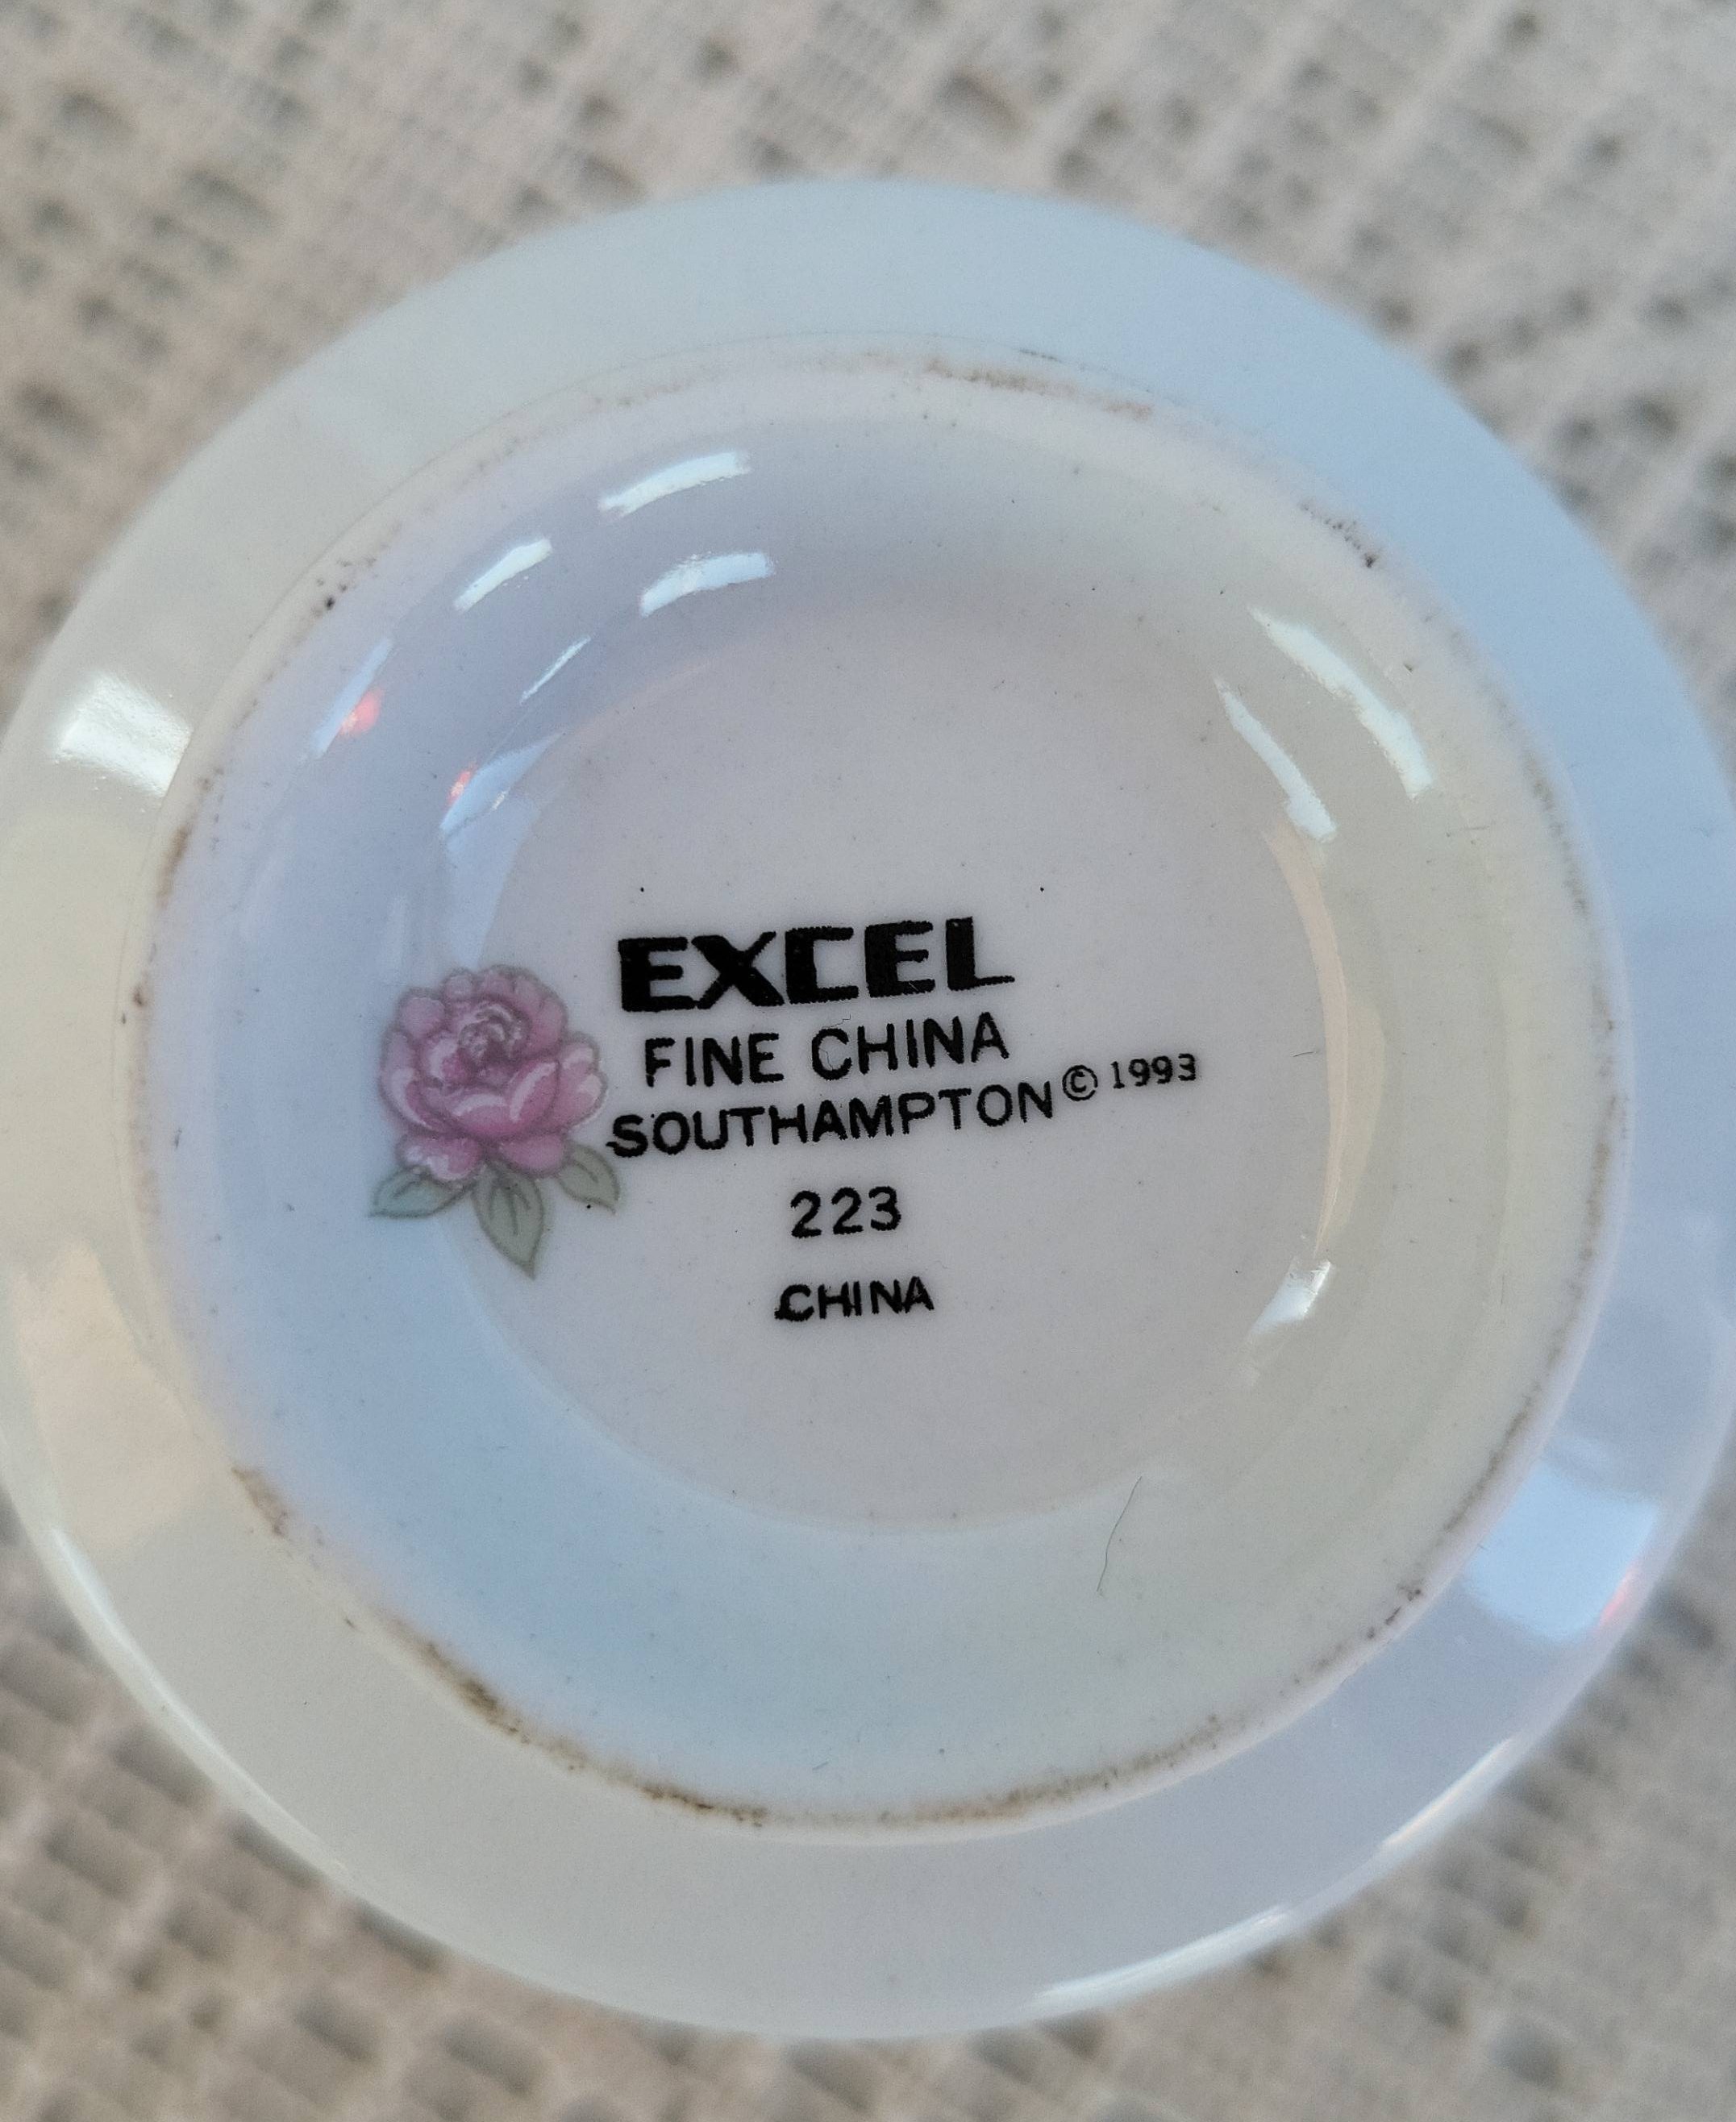 EXCEL
FINE CHINA
SOUTHAMPTON © 1993
223
CHINA